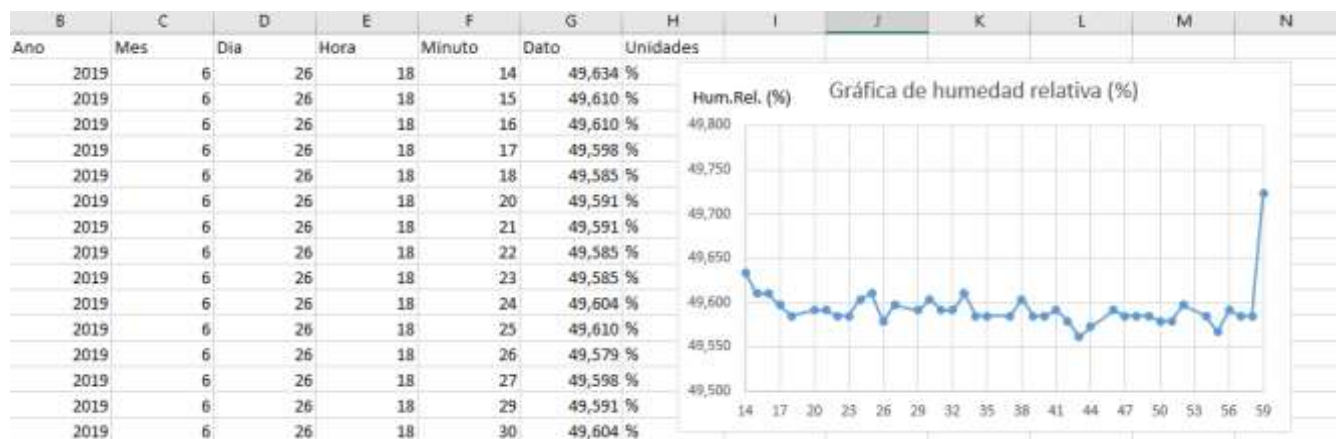 B C D E F G H I J K L M N
Ano Mes Dia Hora Minuto Dato Unidades
2019 6 26 18 14 49,634 %
2019 6 26 18 15 49,610 %
2019 6 26 18 16 49,610 %
2019 6 26 18 17 49,598 %
2019 6 26 18 18 49,585 %
2019 6 26 18 20 49,591 %
2019 6 26 18 21 49,591 %
2019 6 26 18 22 49,585 %
2019 6 26 18 23 49,585 %
2019 6 26 18 24 49,604 %
2019 6 26 18 25 49,610 %
2019 6 26 18 26 49,579 %
2019 6 26 18 27 49,598 %
2019 6 26 18 29 49,591 %
2019 6 26 18 30 49,604 %
Gráfica de humedad relativa (%)
Hum.Rel. (%)
49,800
49,750
49,700
49,650
49,600
49,550
49,500
14 17 20 23 26 29 32 35 38 41 44 47 50 53 56 59